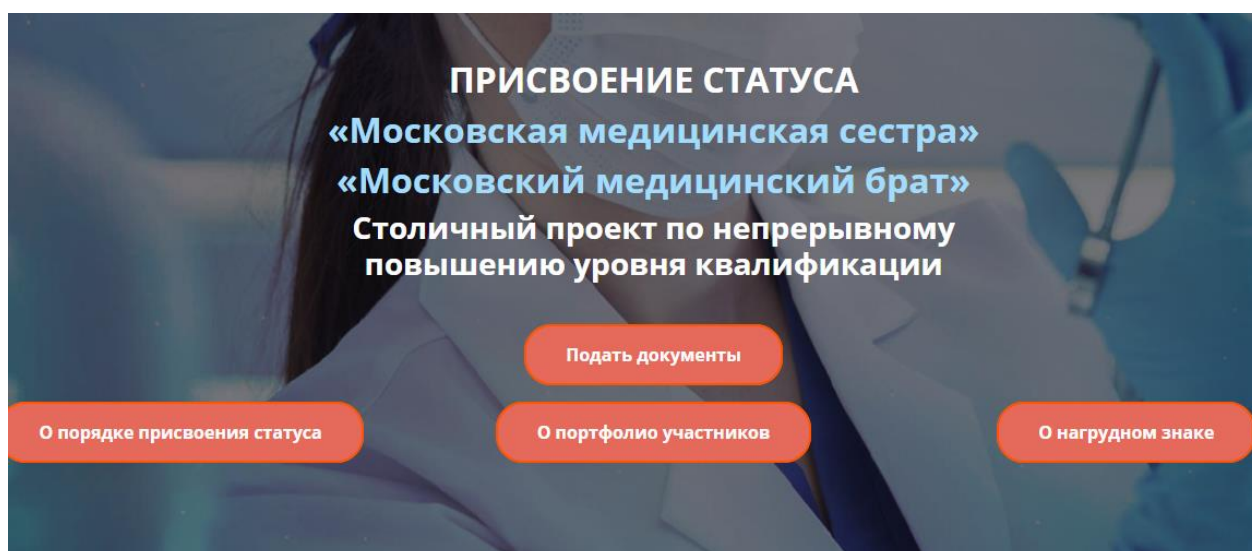 ПРИСВОЕНИЕ СТАТУСА
«Московская медицинская сестра»
«Московский медицинский брат»
Столичный проект по непрерывному
повышению уровня квалификации
Подать документы
О порядке присвоения статуса
О портфолио участников
О нагрудном знаке